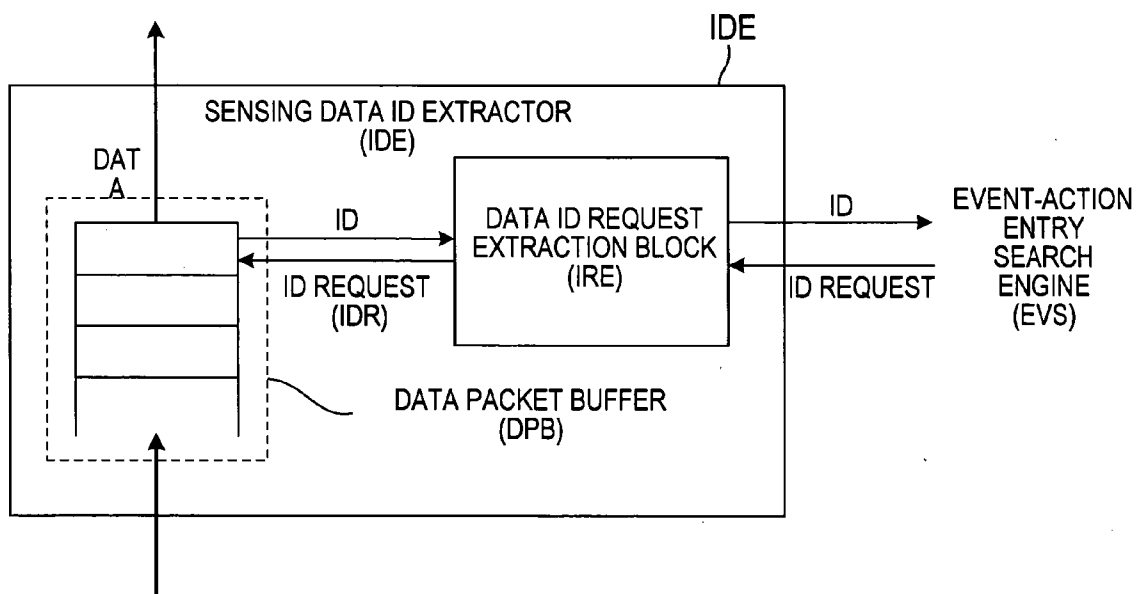 IDE
SENSING DATA ID EXTRACTOR
(IDE)
DAT
A
ID
ID REQUEST
(IDR)
DATA ID REQUEST
EXTRACTION BLOCK
(IRE)
ID
ID REQUEST
EVENT-ACTION
ENTRY
SEARCH
ENGINE
(EVS)
DATA PACKET BUFFER
(DPB)